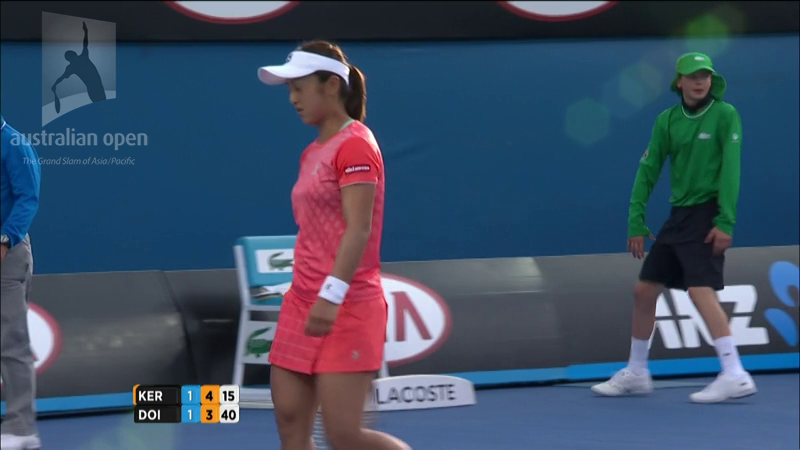 australian open
The Grand Slam of Asia/Pacific
KER 1 4 15
DOI 1 3 40
LACOSTE
ANZ